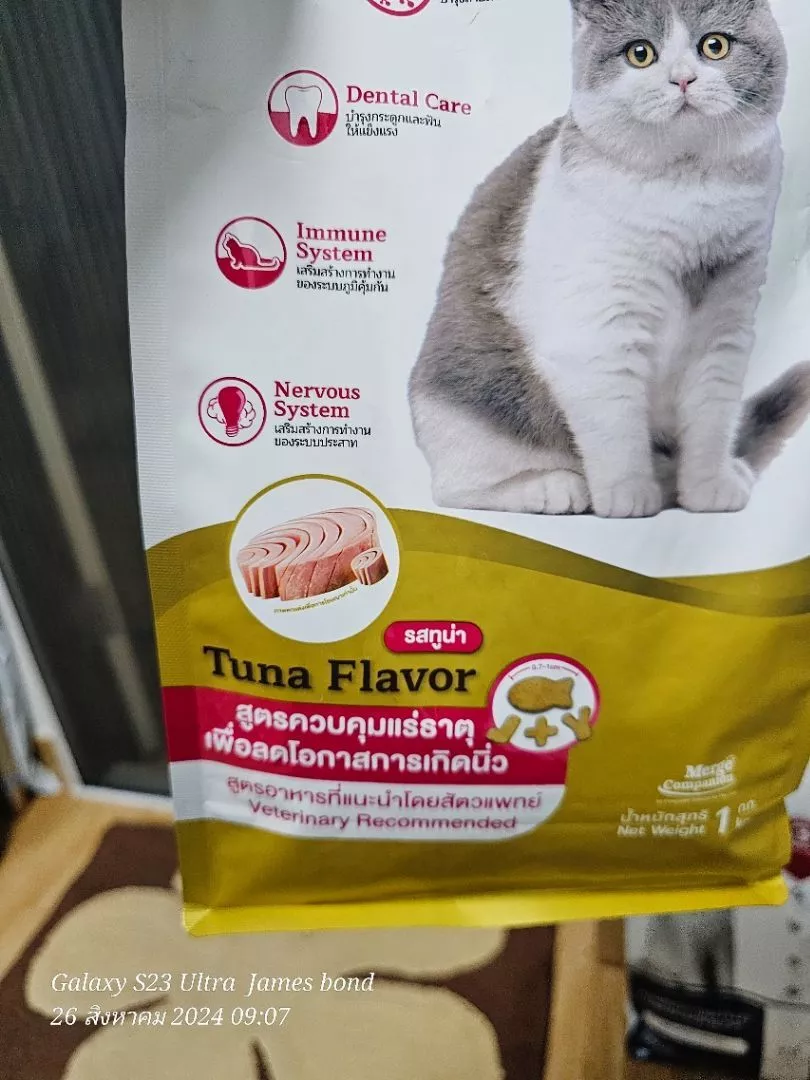 Dental Care
บำรุงกระดูกและฟัน
ให้แข็งแรง
Immune
System
เสริมสร้างการทำงาน
ของระบบภูมิคุ้มกัน
Nervous
System
เสริมสร้างการทำงาน
ของระบบประสาท
รสทูน่า
Tuna Flavor
0.7-1cm
สูตรควบคุมแร่ธาตุ
เพื่อลดโอกาสการเกิดนิ่ว
สูตรอาหารที่แนะนำโดยสัตวแพทย์
Veterinary Recommended
Merge
Companion
น้ำหนักสุทธิ 1 กก.
Net Weight
Galaxy S23 Ultra James bond
26 สิงหาคม 2024 09:07